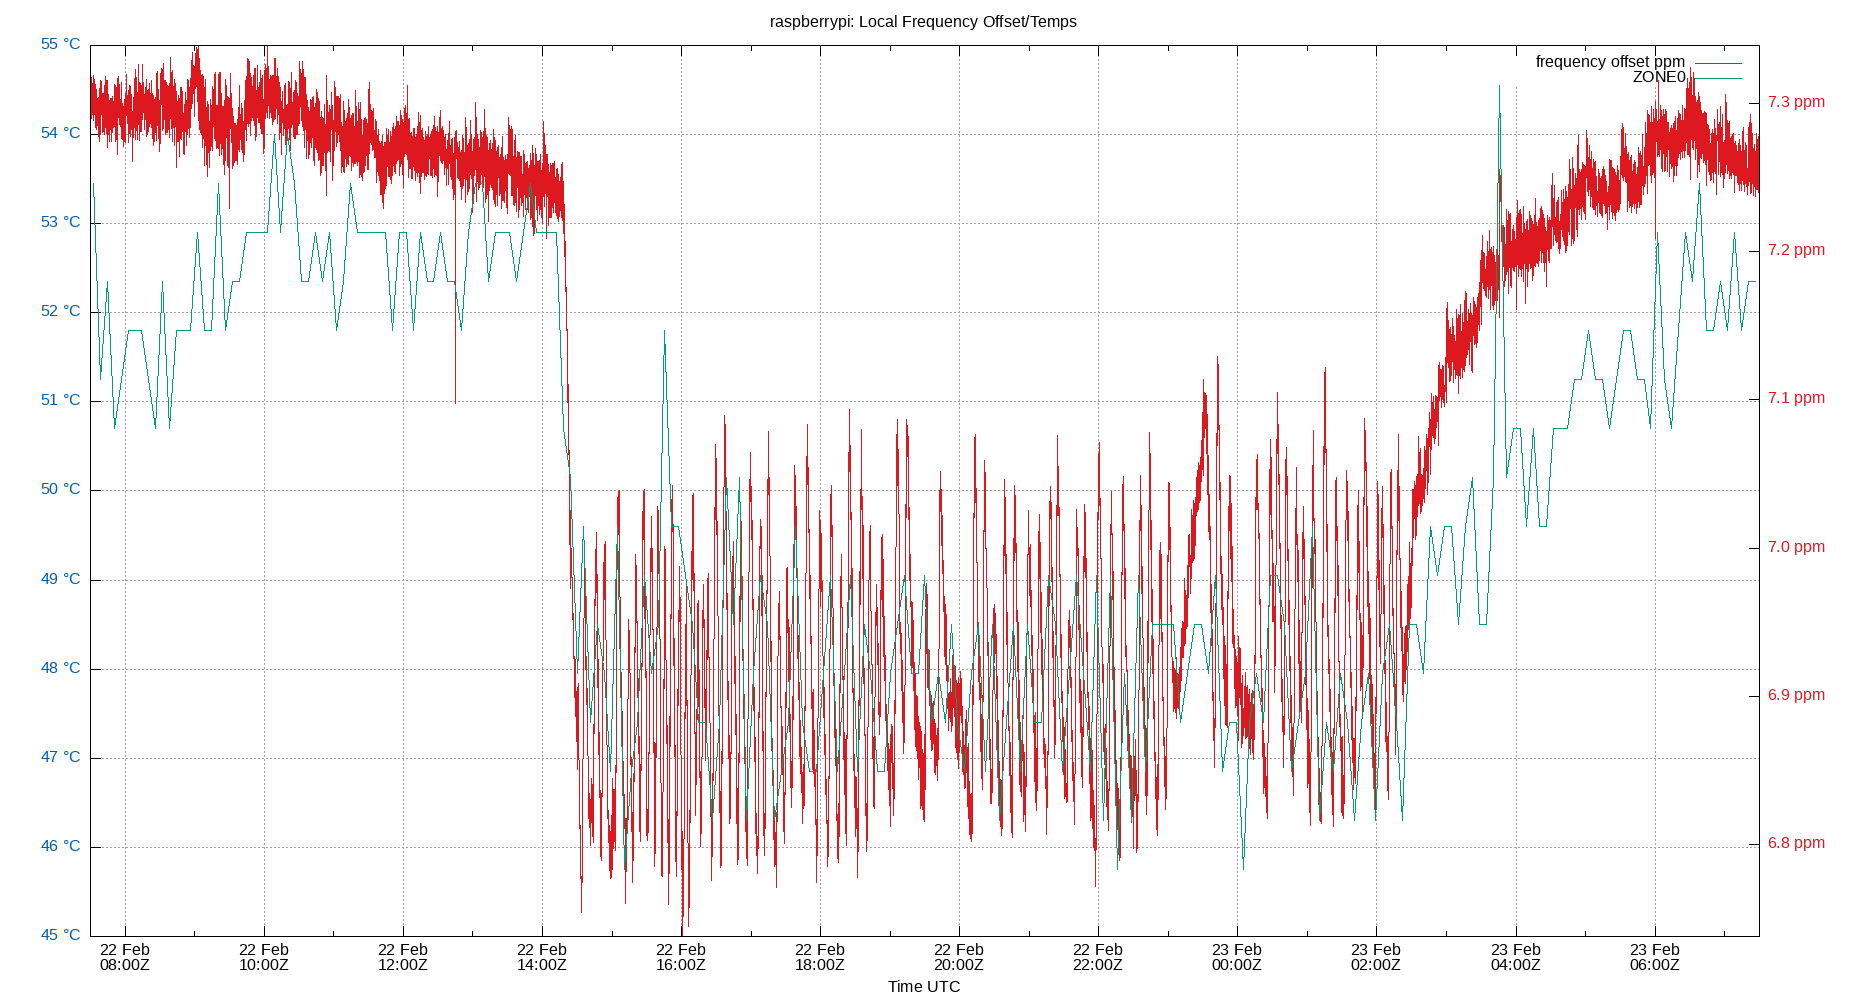 raspberrypi: Local Frequency Offset/Temps
frequency offset ppm
ZONE0
55 °C
54 °C
53 °C
52 °C
51 °C
50 °C
49 °C
48 °C
47 °C
46 °C
45 °C
7.3 ppm
7.2 ppm
7.1 ppm
7.0 ppm
6.9 ppm
6.8 ppm
22 Feb 22 Feb 22 Feb 22 Feb 22 Feb 22 Feb 22 Feb 22 Feb 23 Feb 23 Feb 23 Feb 23 Feb
08:00Z 10:00Z 12:00Z 14:00Z 16:00Z 18:00Z 20:00Z 22:00Z 00:00Z 02:00Z 04:00Z 06:00Z
Time UTC